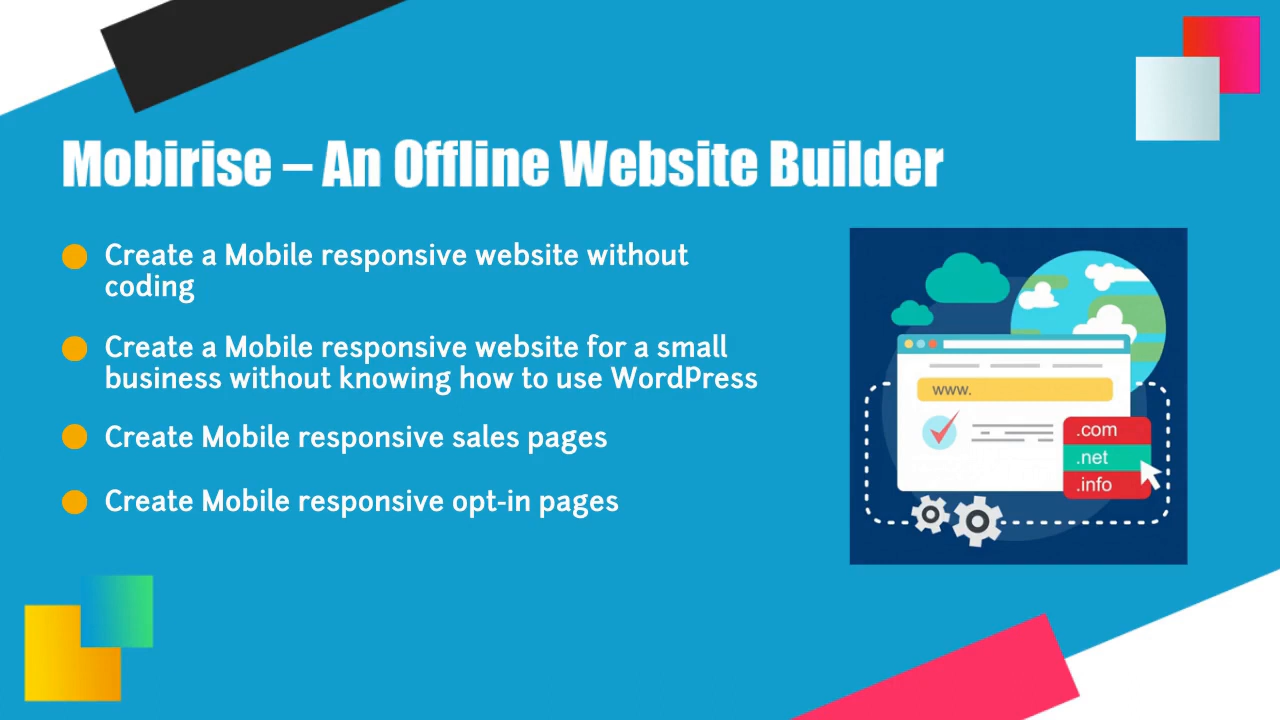 Mobirise – An Offline Website Builder
Create a Mobile responsive website without
coding
Create a Mobile responsive website for a small
business without knowing how to use WordPress
Create Mobile responsive sales pages
Create Mobile responsive opt-in pages
www.
.com
.net
.info